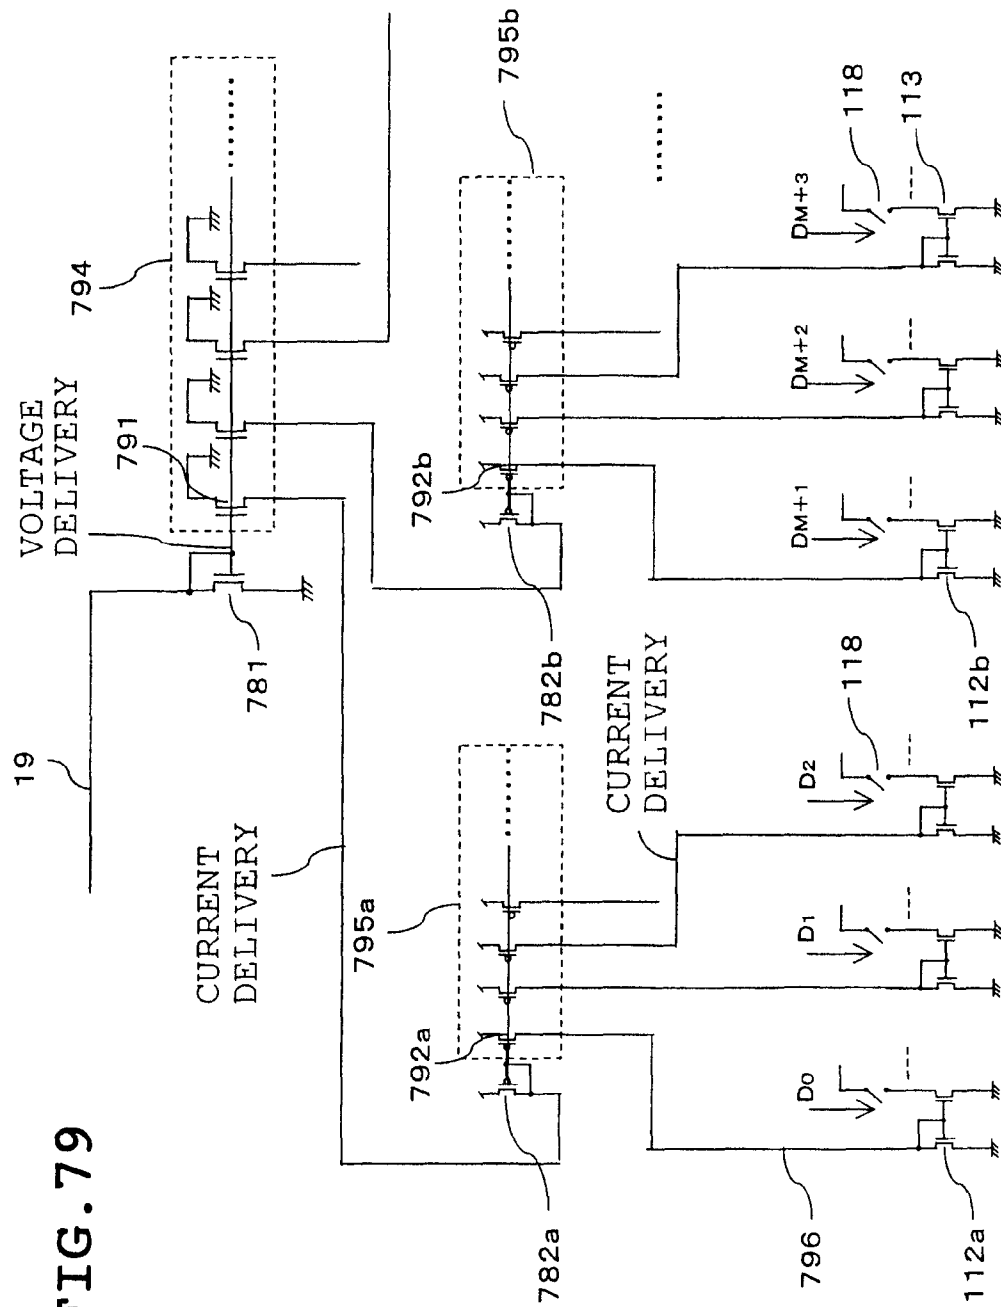 FIG.79
19
VOLTAGE
DELIVERY
791
794
781
CURRENT
DELIVERY
795a
792a
782a
795b
792b
782b
CURRENT
DELIVERY
796
D0
D1
D2
118
112a
DM+1
DM+2
DM+3
118
113
112b